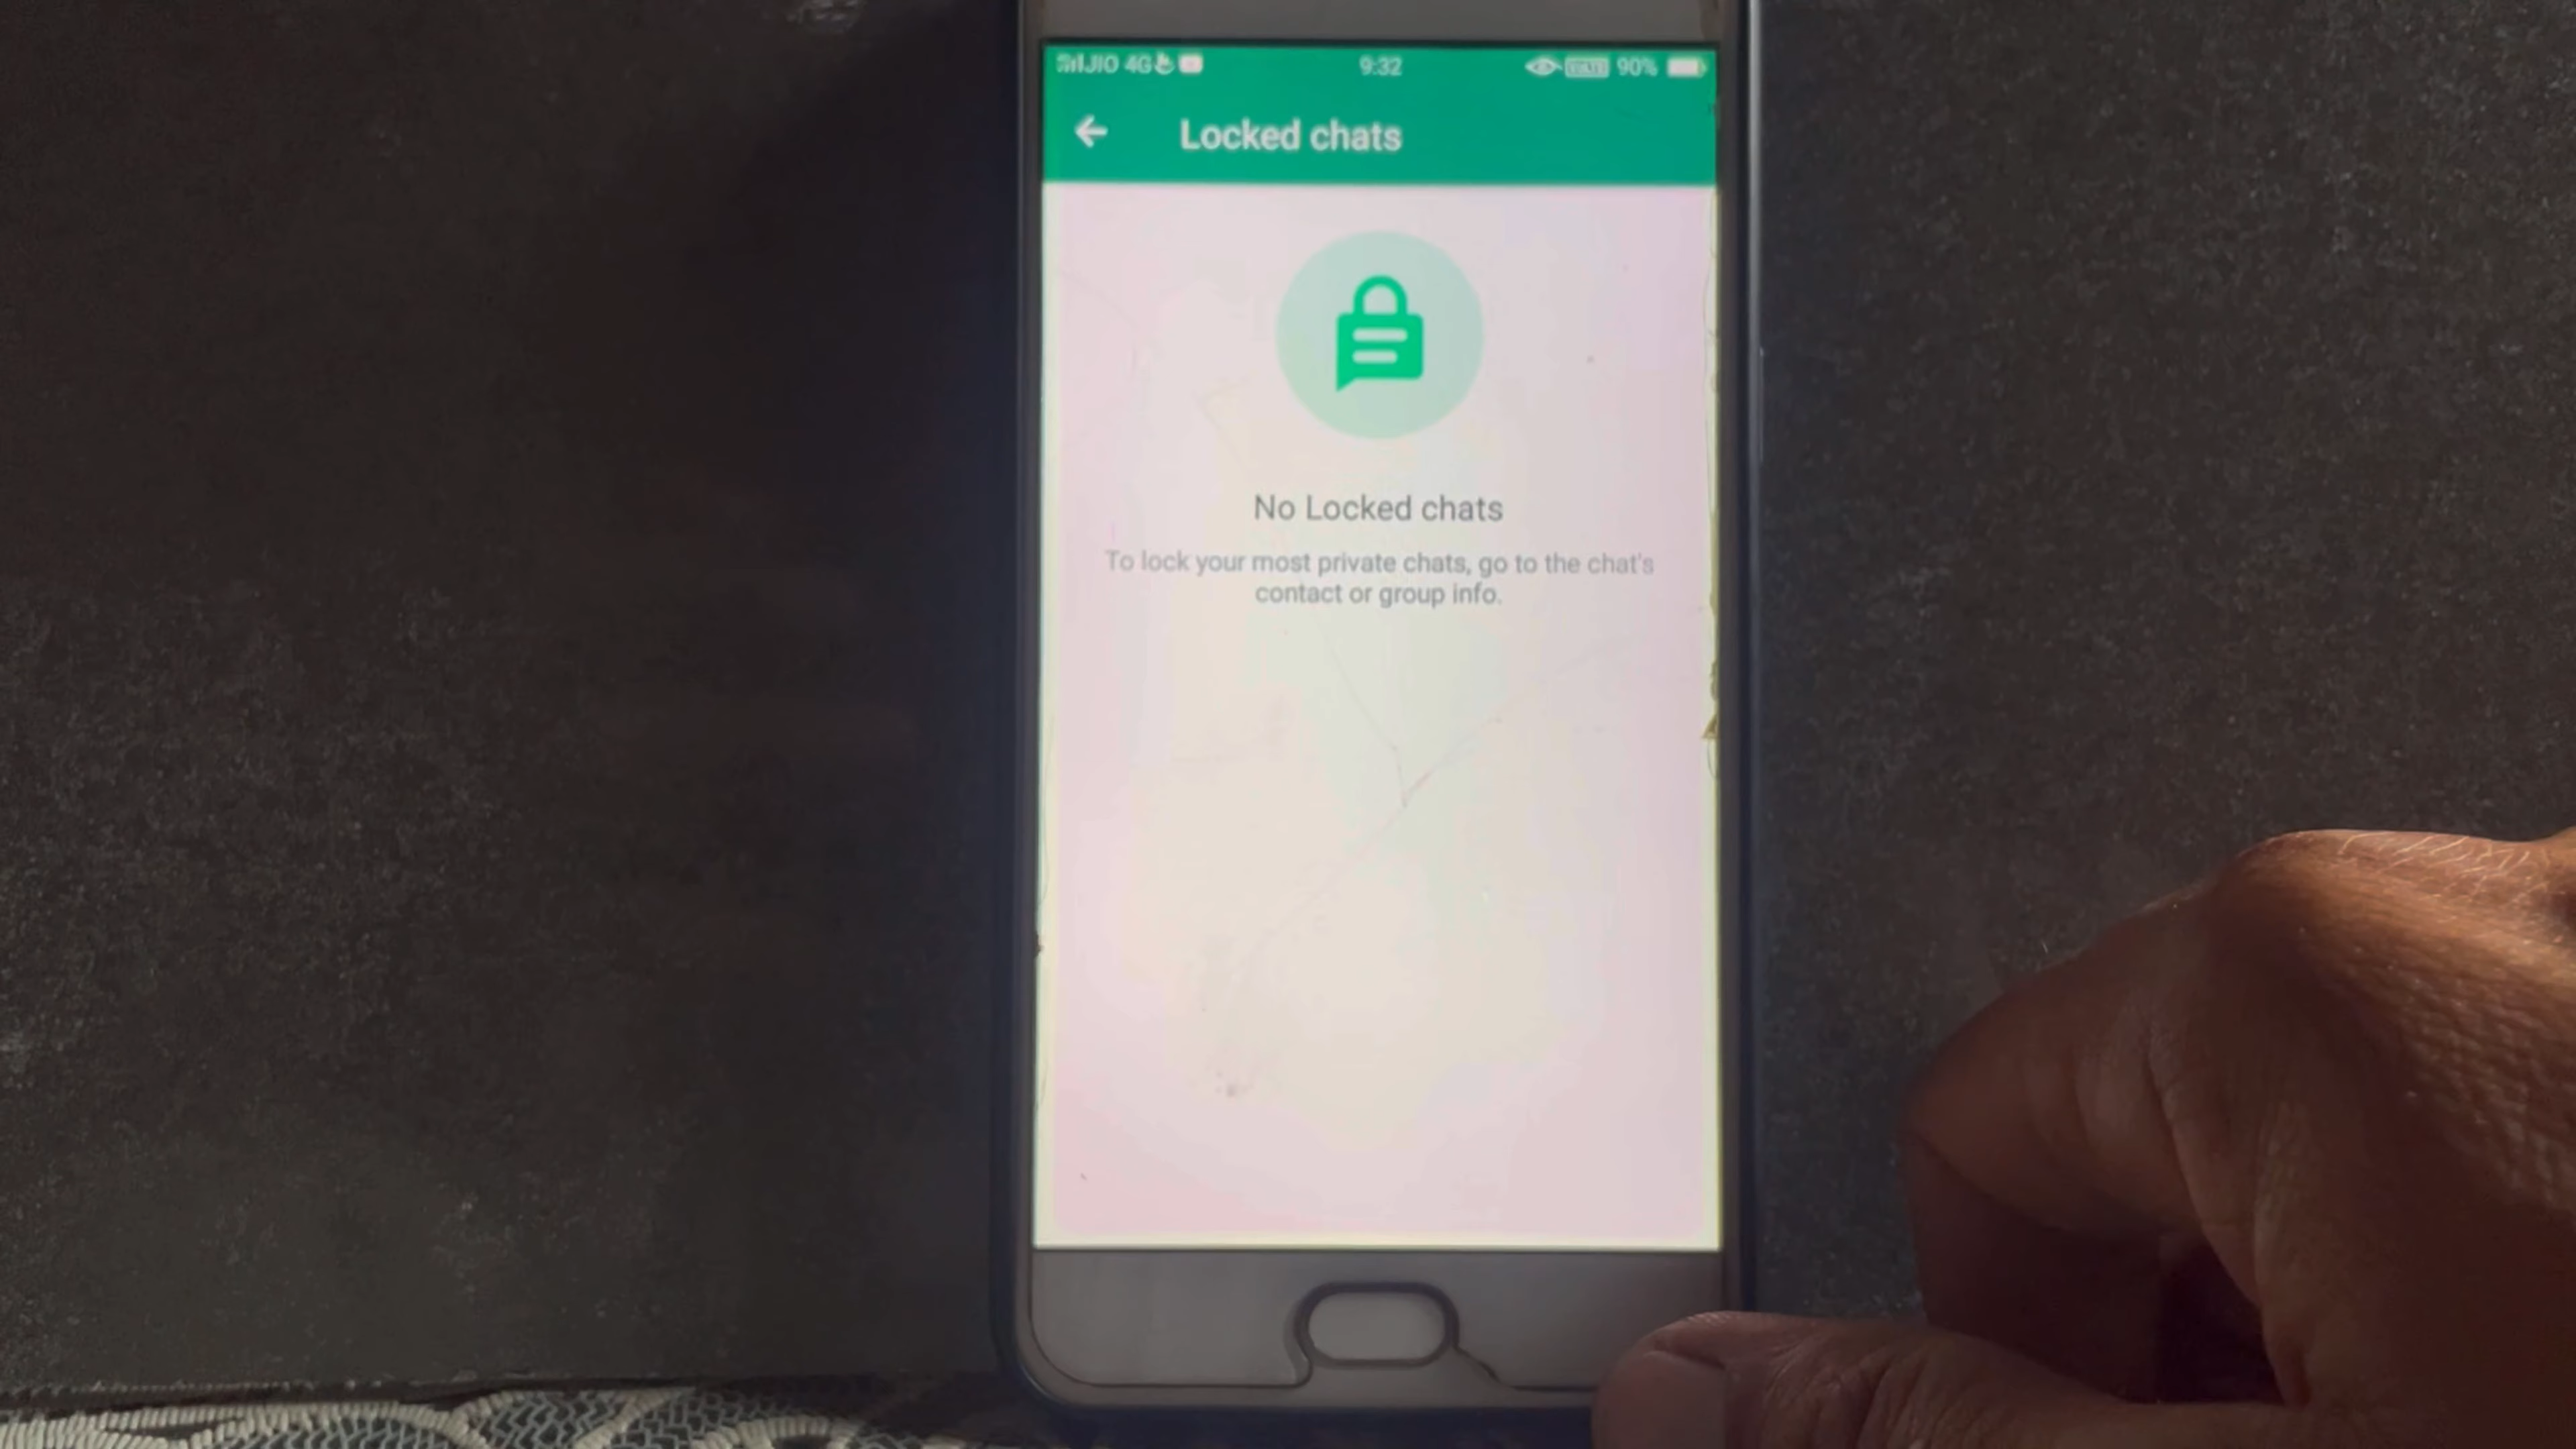 JIO 4G 9:32 VoLTE 90%
Locked chats
No Locked chats
To lock your most private chats, go to the chat's
contact or group info.